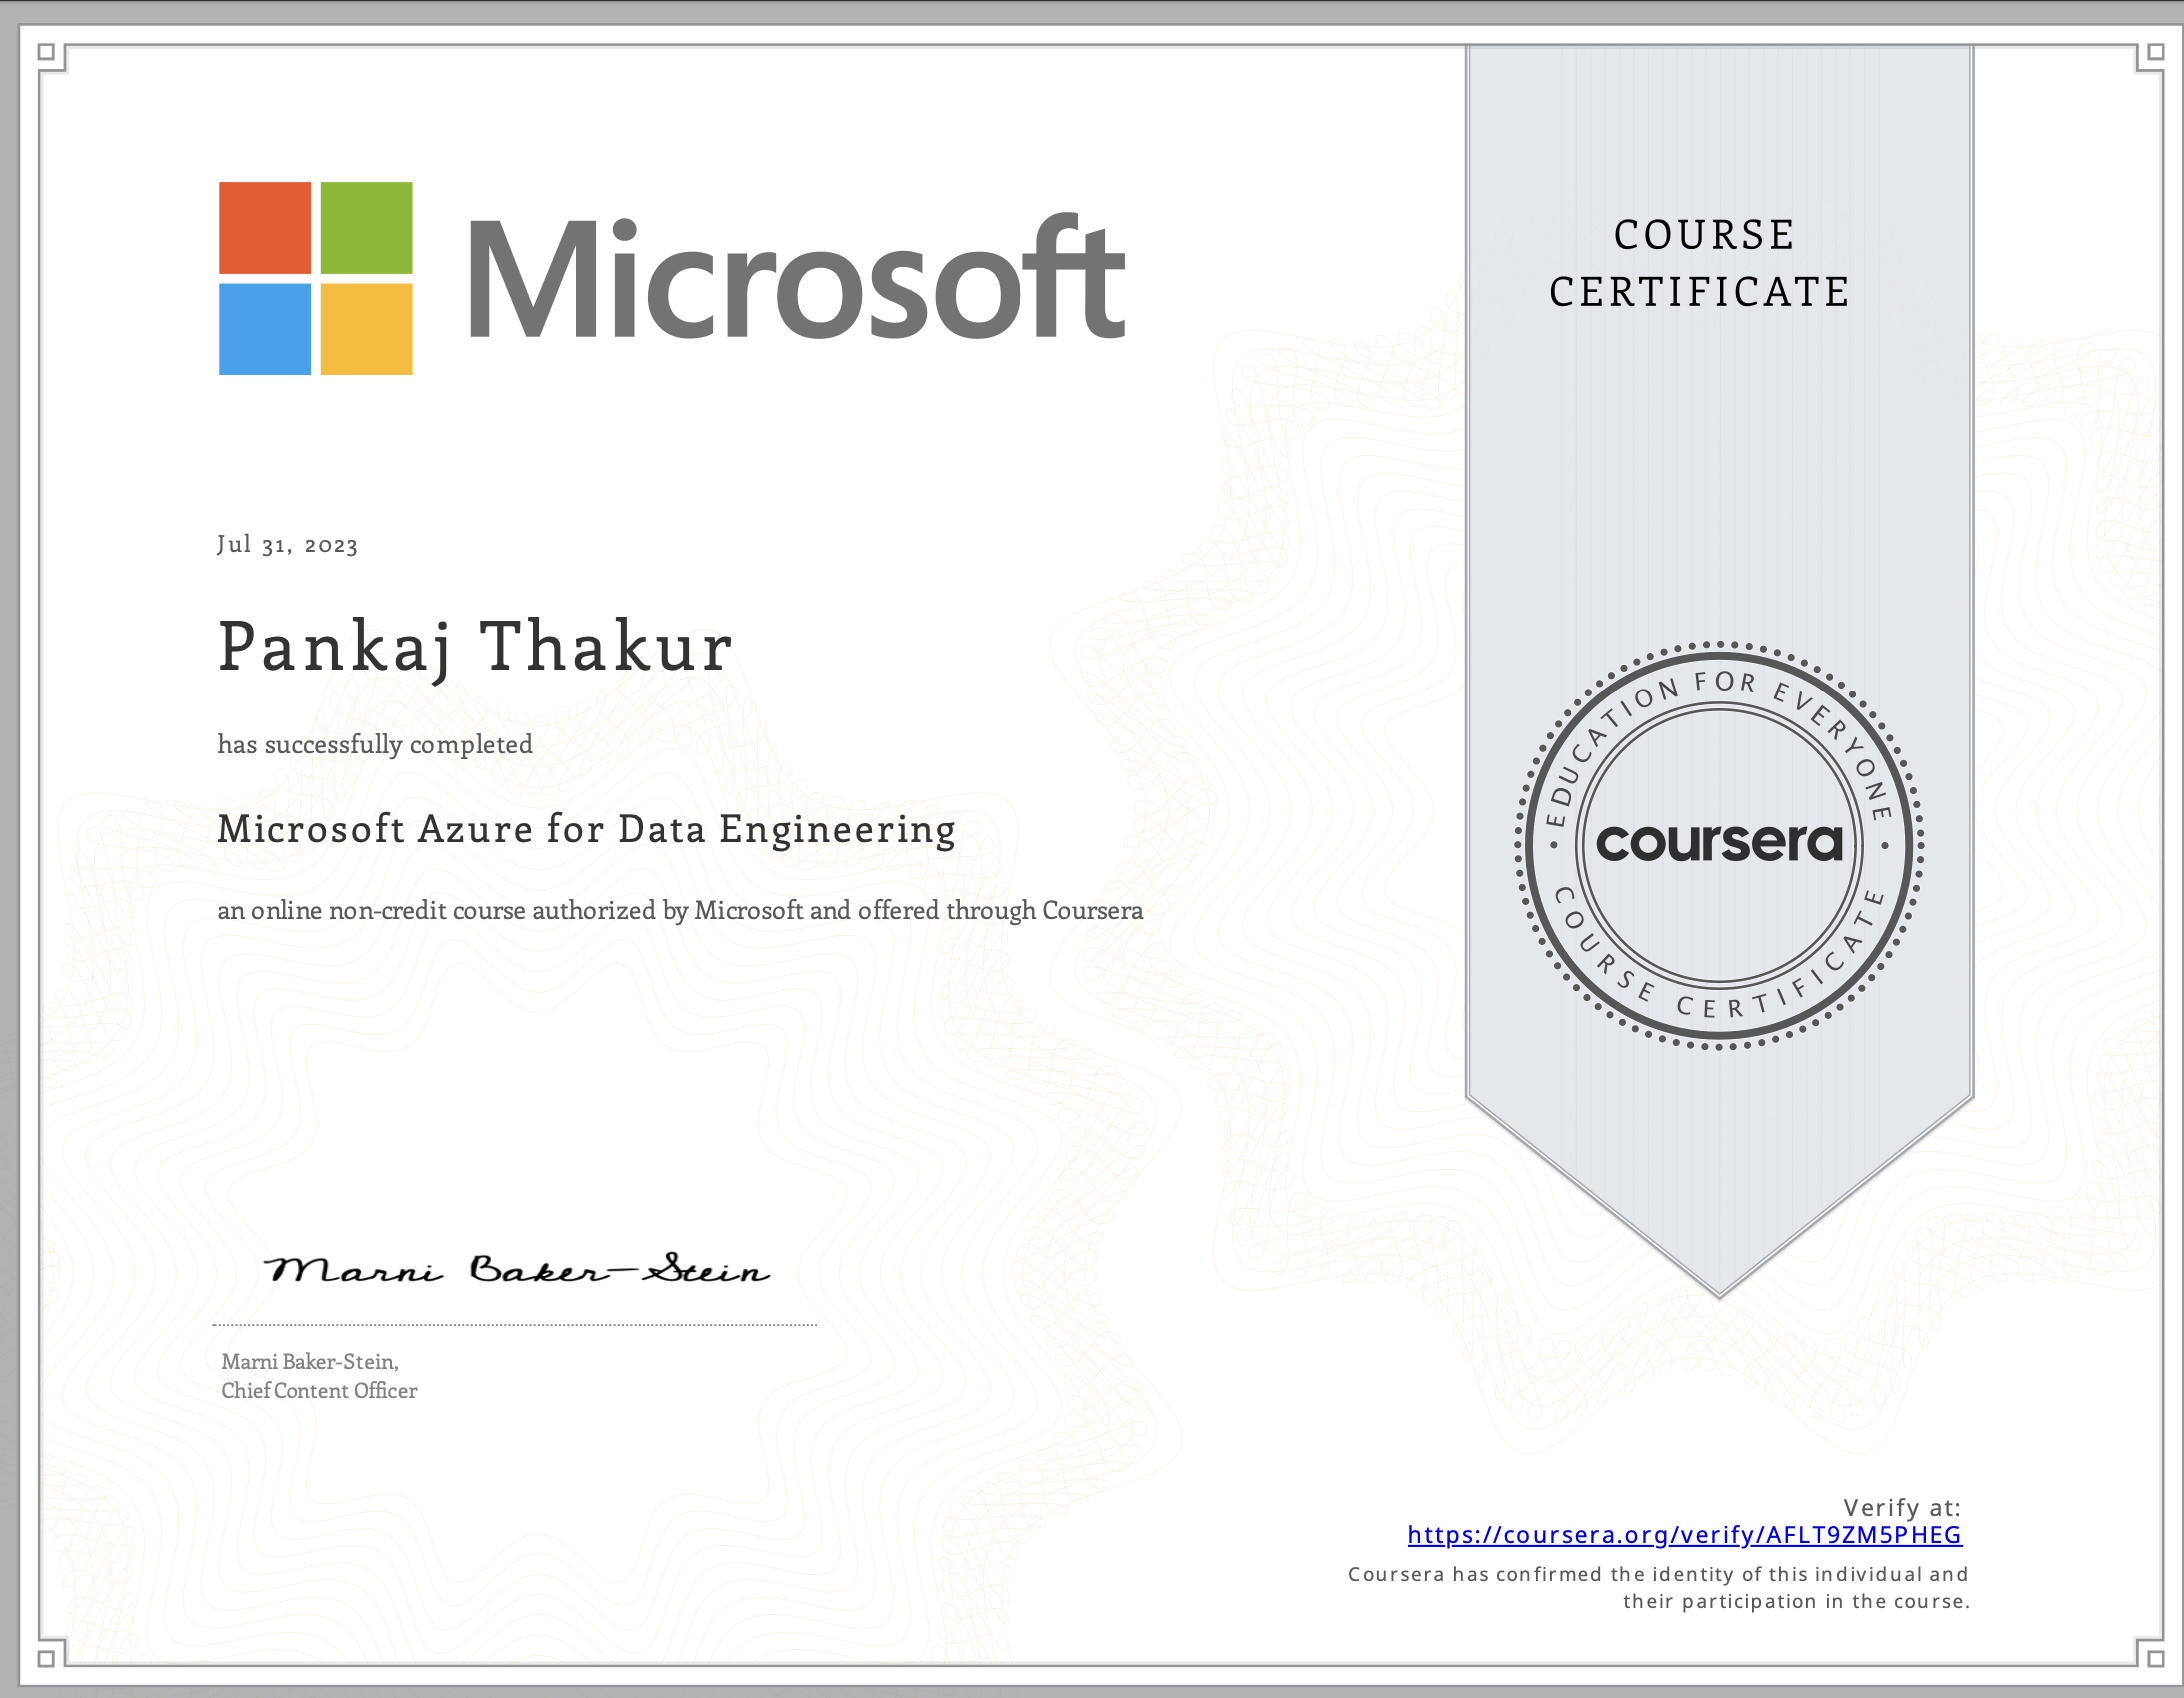 Microsoft
COURSE
CERTIFICATE
Jul 31, 2023
Pankaj Thakur
has successfully completed
Microsoft Azure for Data Engineering
an online non-credit course authorized by Microsoft and offered through Coursera
EDUCATION FOR EVERYONE
coursera
COURSE CERTIFICATE
Marni Baker-Stein
Marni Baker-Stein,
Chief Content Officer
Verify at:
https://coursera.org/verify/AFLT9ZM5PHEG
Coursera has confirmed the identity of this individual and
their participation in the course.